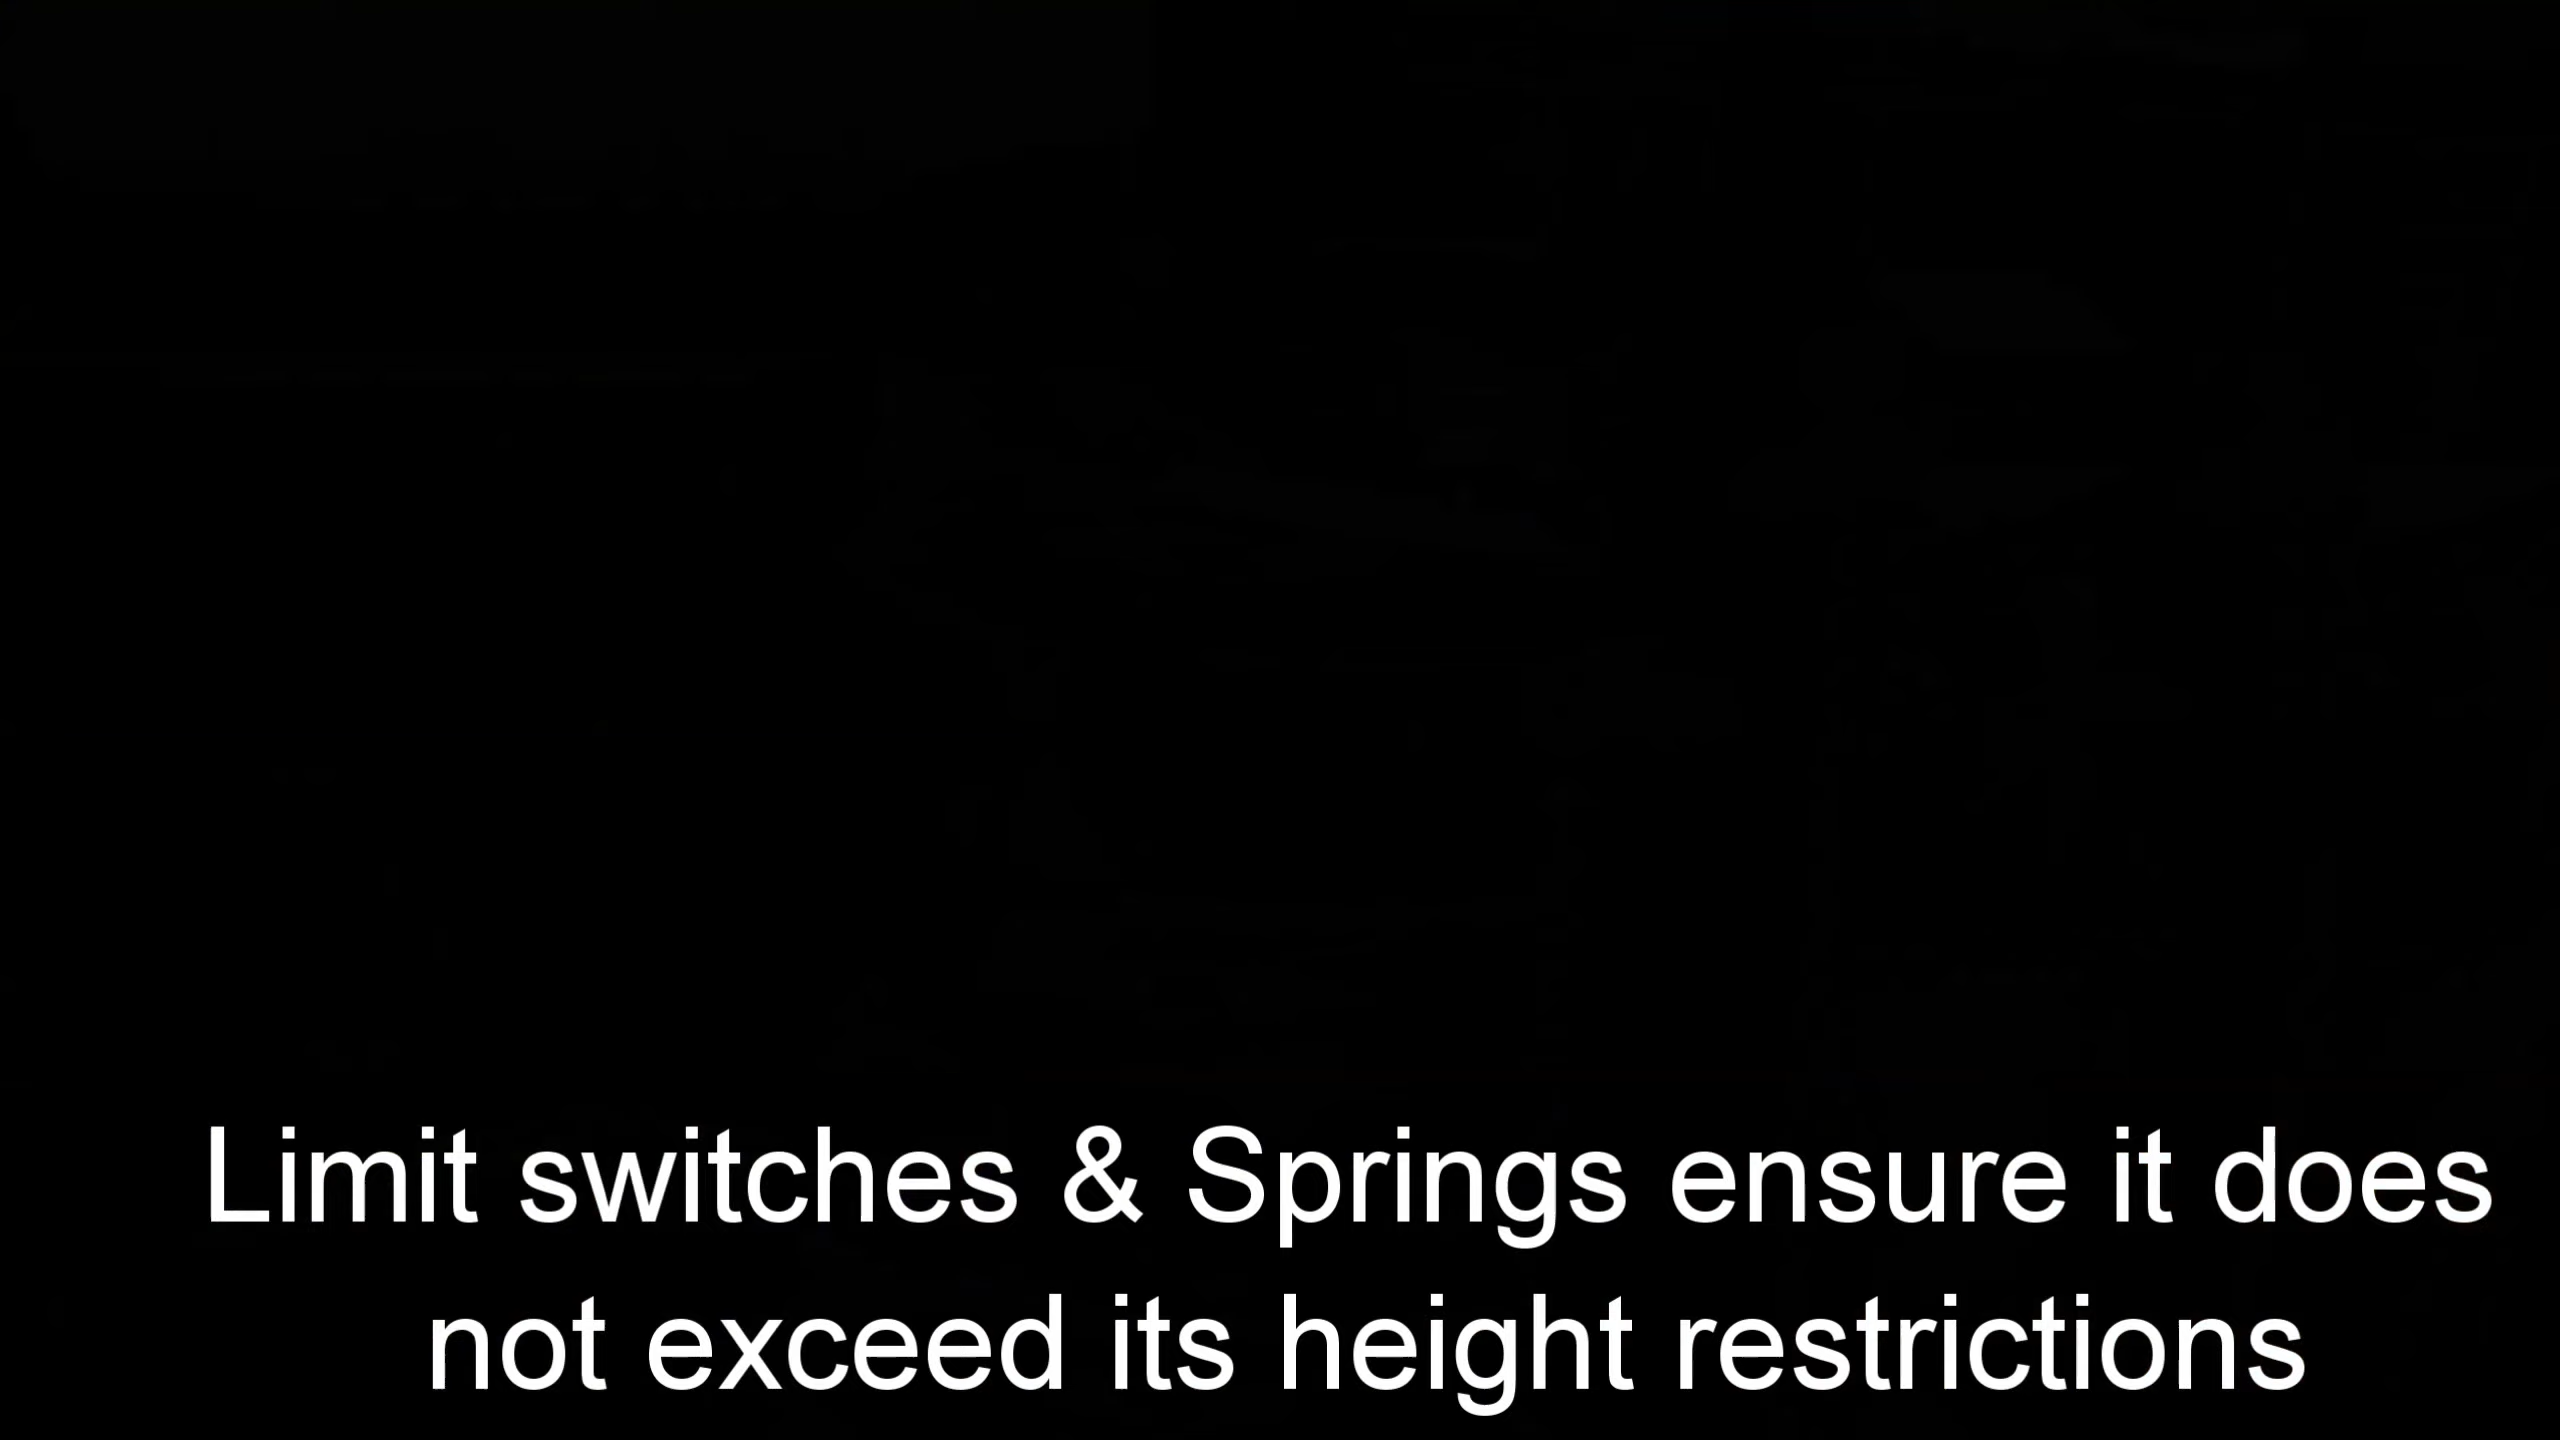 Limit switches & Springs ensure it does
not exceed its height restrictions